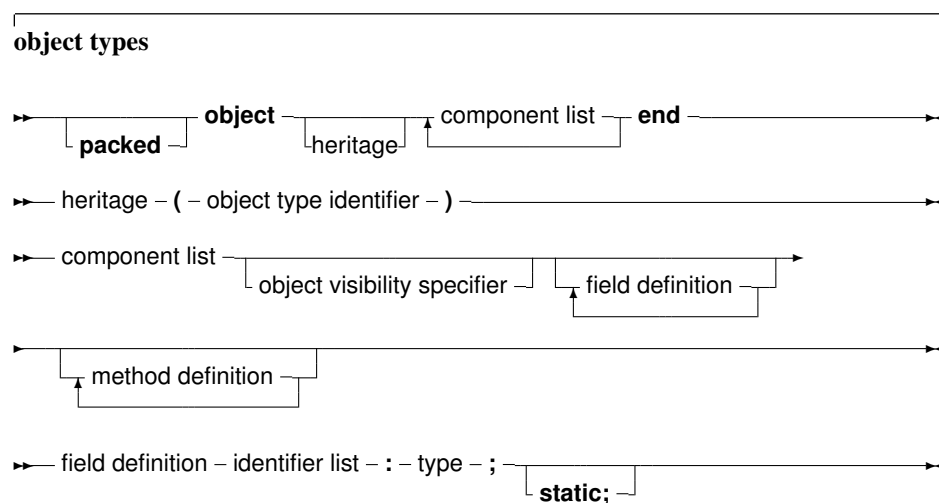 object types
object component list end
packed heritage
heritage – ( – object type identifier – )
component list
object visibility specifier field definition
method definition
field definition – identifier list – : – type – ;
static;